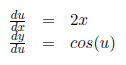 du/dx = 2x
dy/du = cos(u)